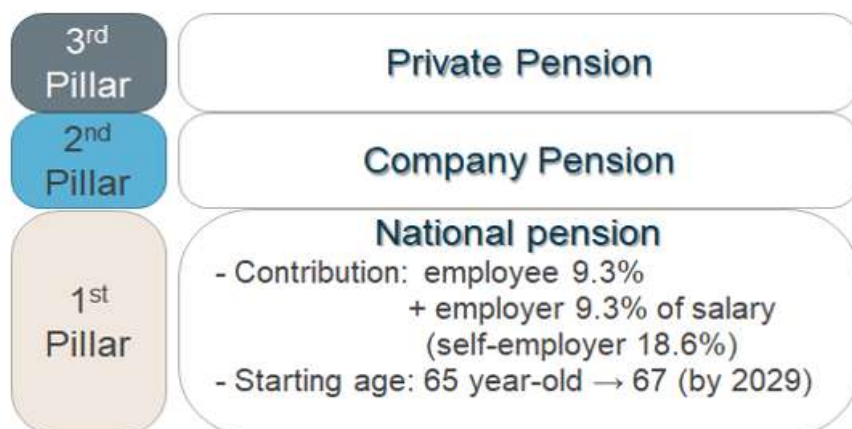 3rd
Pillar
Private Pension
2nd
Pillar
Company Pension
1st
Pillar
National pension
- Contribution: employee 9.3%
+ employer 9.3% of salary
(self-employer 18.6%)
- Starting age: 65 year-old → 67 (by 2029)